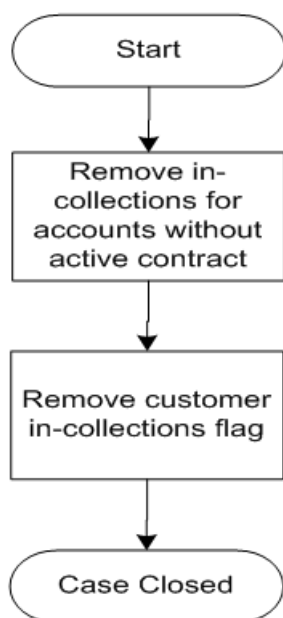 Start
Remove in-
collections for
accounts without
active contract
Remove customer
in-collections flag
Case Closed